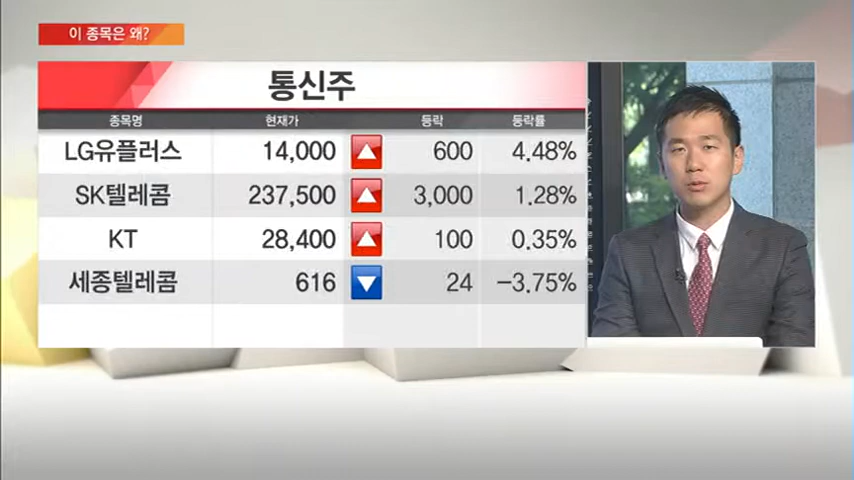 이 종목은 왜?
통신주
종목명 현재가 등락 등락률
LG유플러스 14,000 ▲ 600 4.48%
SK텔레콤 237,500 ▲ 3,000 1.28%
KT 28,400 ▲ 100 0.35%
세종텔레콤 616 ▼ 24 -3.75%